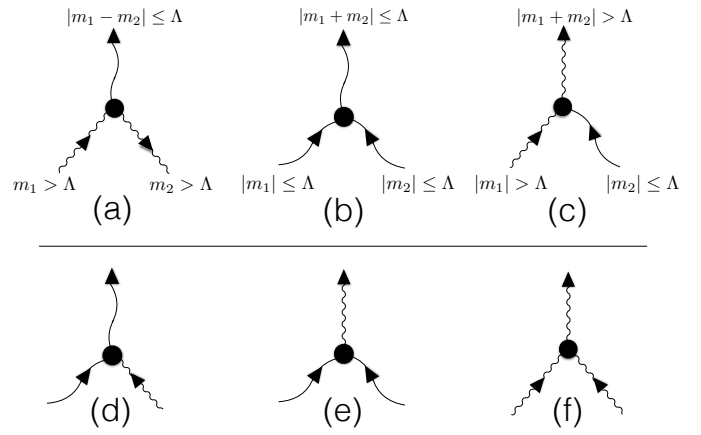 |m₁ − m₂| ≤ Λ
|m₁ + m₂| ≤ Λ
|m₁ + m₂| > Λ
m₁ > Λ
m₂ > Λ
|m₁| ≤ Λ
|m₂| ≤ Λ
|m₁| > Λ
|m₂| ≤ Λ
(a)
(b)
(c)
(d)
(e)
(f)